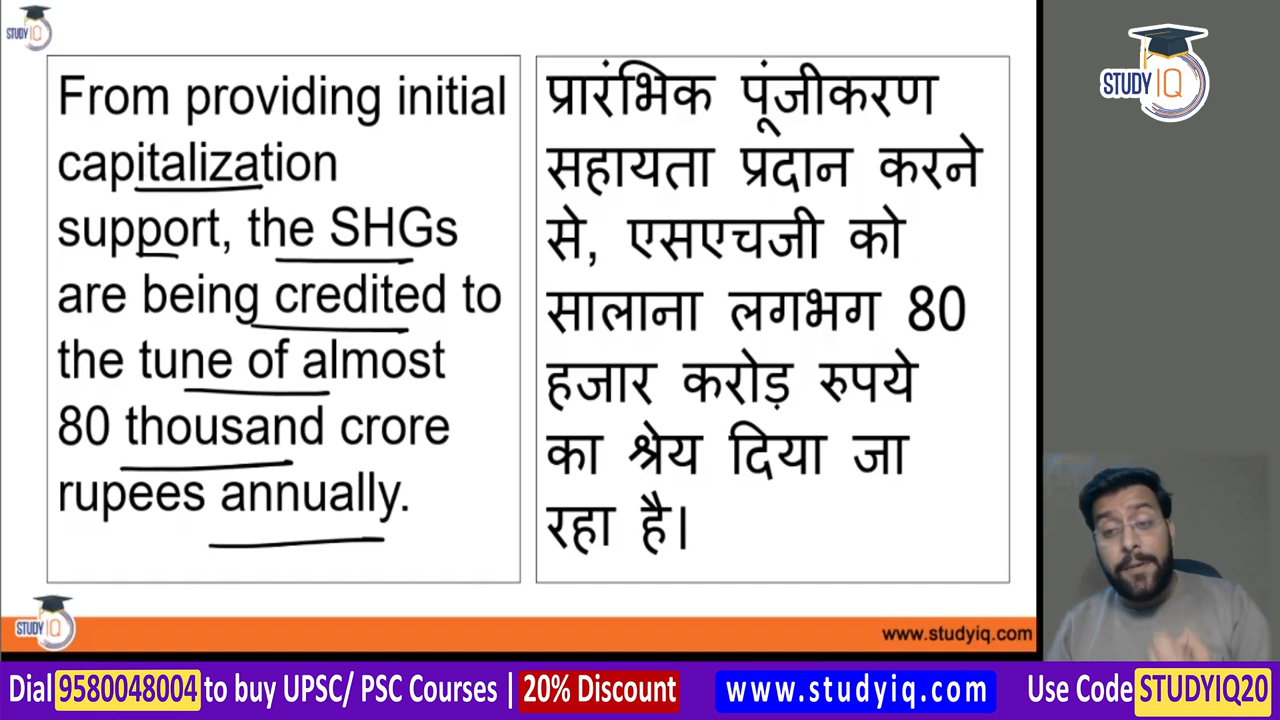 STUDY IQ
From providing initial
capitalization
support, the SHGs
are being credited to
the tune of almost
80 thousand crore
rupees annually.
प्रारंभिक पूंजीकरण
सहायता प्रदान करने
से, एसएचजी को
सालाना लगभग 80
हजार करोड़ रुपये
का श्रेय दिया जा
रहा है।
STUDY IQ
STUDY IQ
www.studyiq.com
Dial 9580048004 to buy UPSC/ PSC Courses | 20% Discount www.studyiq.com Use Code STUDYIQ20